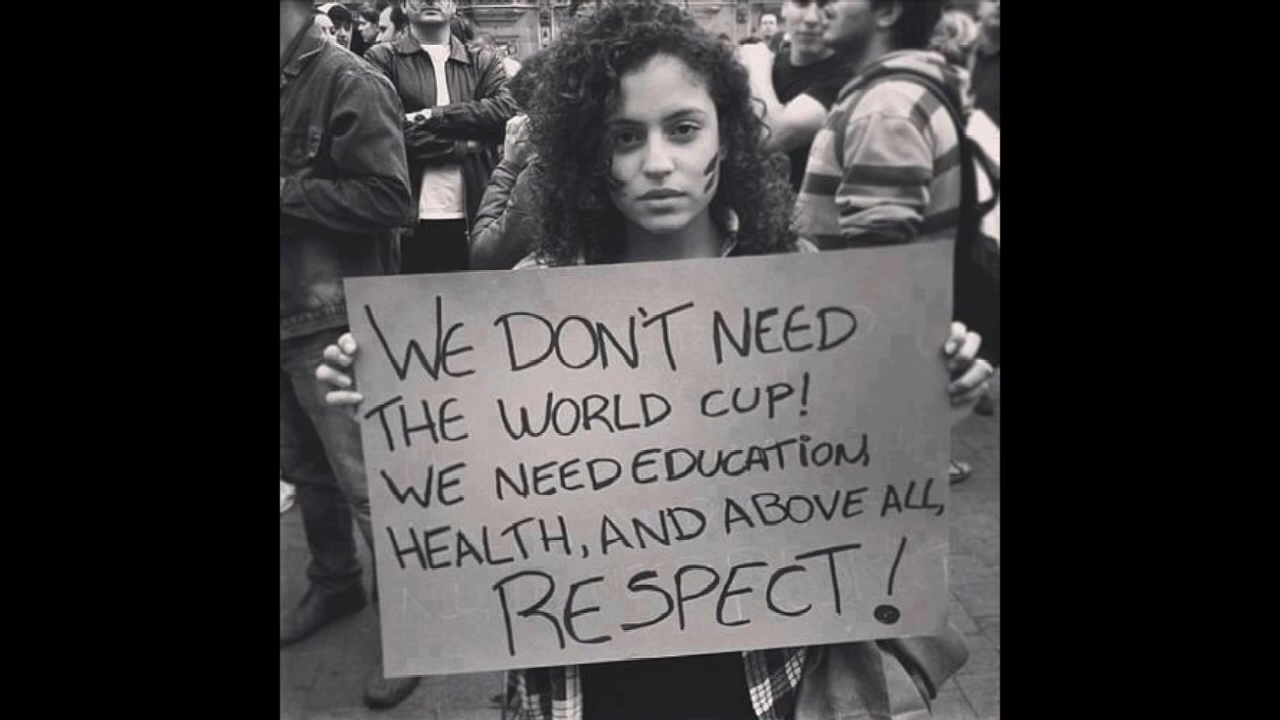 WE DON'T NEED
THE WORLD CUP!
WE NEED EDUCATION,
HEALTH, AND ABOVE ALL,
RESPECT!